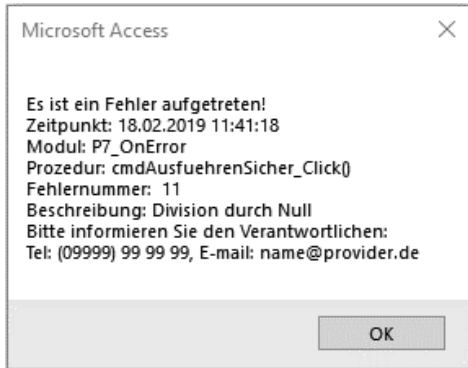 Microsoft Access
Es ist ein Fehler aufgetreten!
Zeitpunkt: 18.02.2019 11:41:18
Modul: P7_OnError
Prozedur: cmdAusfuehrenSicher_Click()
Fehlernummer:  11
Beschreibung: Division durch Null
Bitte informieren Sie den Verantwortlichen:
Tel: (09999) 99 99 99, E-mail: name@provider.de
OK